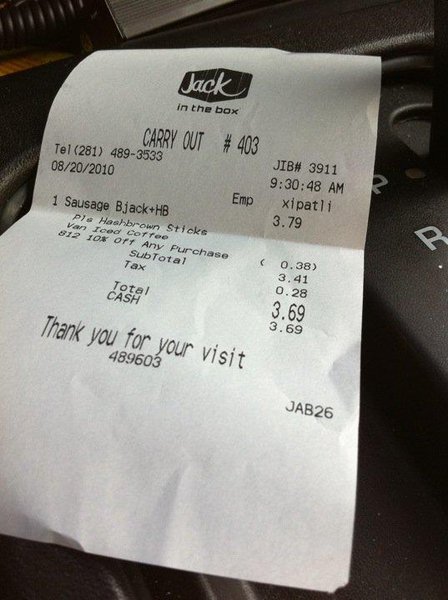 Jack
in the box
CARRY OUT # 403
Tel(281) 489-3533 JIB# 3911
08/20/2010 9:30:48 AM
Emp xipatli
1 Sausage Bjack+HB 3.79
Pls Hashbrown Sticks
Van Iced Coffee
812 10% Off Any Purchase ( 0.38)
SubTotal 3.41
Tax 0.28
Total 3.69
CASH 3.69
Thank you for your visit
489603
JAB26
R